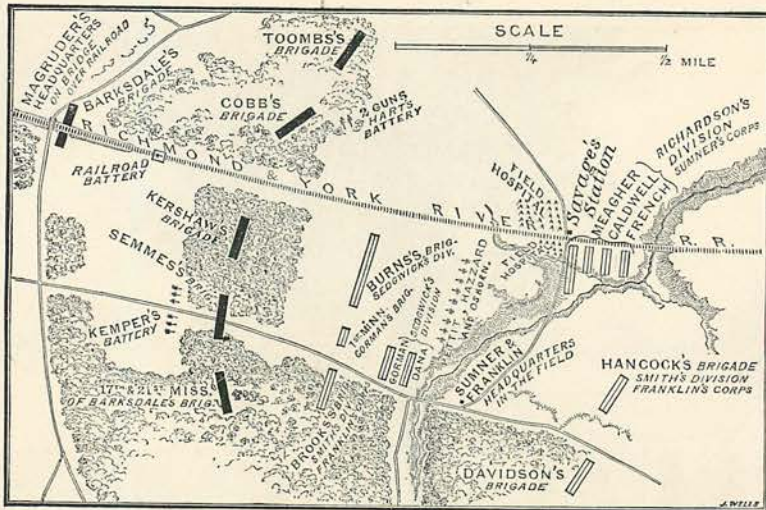 TOOMBS'S
BRIGADE
SCALE
1/4
1/2 MILE
MAGRUDER'S
HEADQUARTERS
ON BRIDGE
OVER RAILROAD
BARKSDALE'S
BRIGADE
COBB'S
BRIGADE
2 GUNS
HART'S
BATTERY
RICHMOND & YORK RIVER R. R.
RAILROAD
BATTERY
FIELD
HOSPITAL
Savage's
Station
MEAGHER
CALDWELL
FRENCH
RICHARDSON'S
DIVISION
SUMNER'S CORPS
KERSHAW'S
BRIGADE
SEMMES'S BRIG.
KEMPER'S
BATTERY
BURNS'S BRIG.
SEDGWICK'S DIV.
1ST MINN.
GORMAN'S BRIG.
SEDGWICK'S
DIVISION
GORMAN
DANA
HAZZARD
OSBORN
FIELD
SUMNER &
FRANKLIN
HEADQUARTERS
IN THE FIELD
HANCOCK'S BRIGADE
SMITH'S DIVISION
FRANKLIN'S CORPS
17TH & 21ST MISS.
OF BARKSDALE'S BRIG.
BROOKS'S B.
SMITH'S DIV.
DAVIDSON'S
BRIGADE
J. WELLS